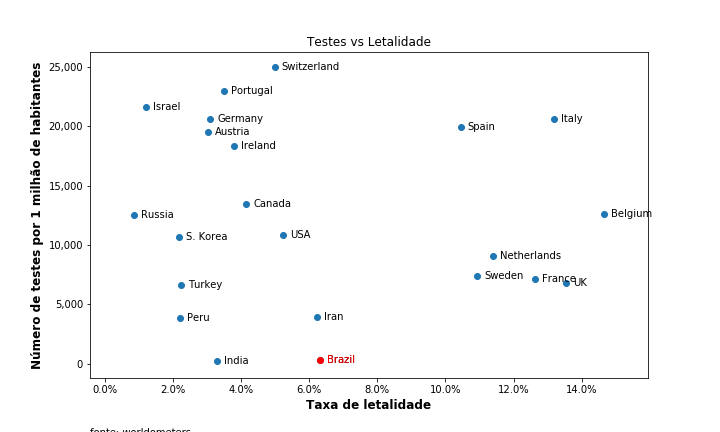 Testes vs Letalidade
Número de testes por 1 milhão de habitantes
25,000
20,000
15,000
10,000
5,000
0
Switzerland
Portugal
Israel
Germany
Italy
Austria
Spain
Ireland
Canada
Russia
Belgium
S. Korea
USA
Netherlands
Sweden
France
UK
Turkey
Peru
Iran
India
Brazil
0.0% 2.0% 4.0% 6.0% 8.0% 10.0% 12.0% 14.0%
Taxa de letalidade
fonte: worldometers